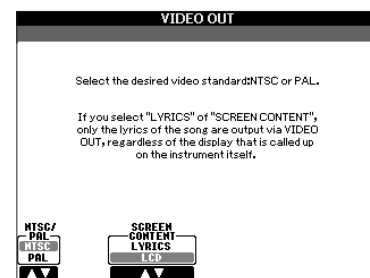 VIDEO OUT
Select the desired video standard:NTSC or PAL.
If you select "LYRICS" of "SCREEN CONTENT",
only the lyrics of the song are output via VIDEO
OUT, regardless of the display that is called up
on the instrument itself.
NTSC/
PAL
NTSC
PAL
SCREEN
CONTENT
LYRICS
LCD